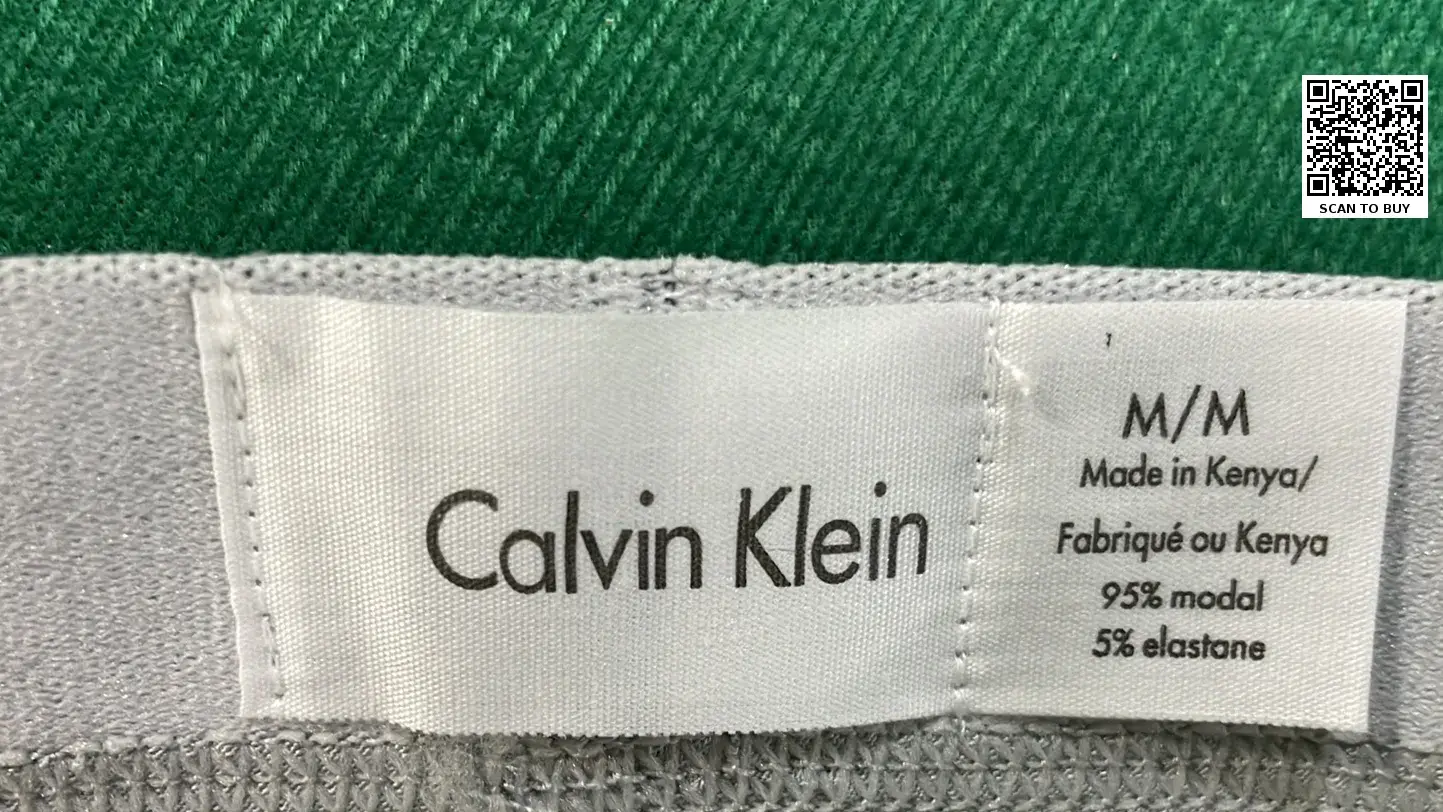 SCAN TO BUY
Calvin Klein
M/M
Made in Kenya/
Fabriqué ou Kenya
95% modal
5% elastane